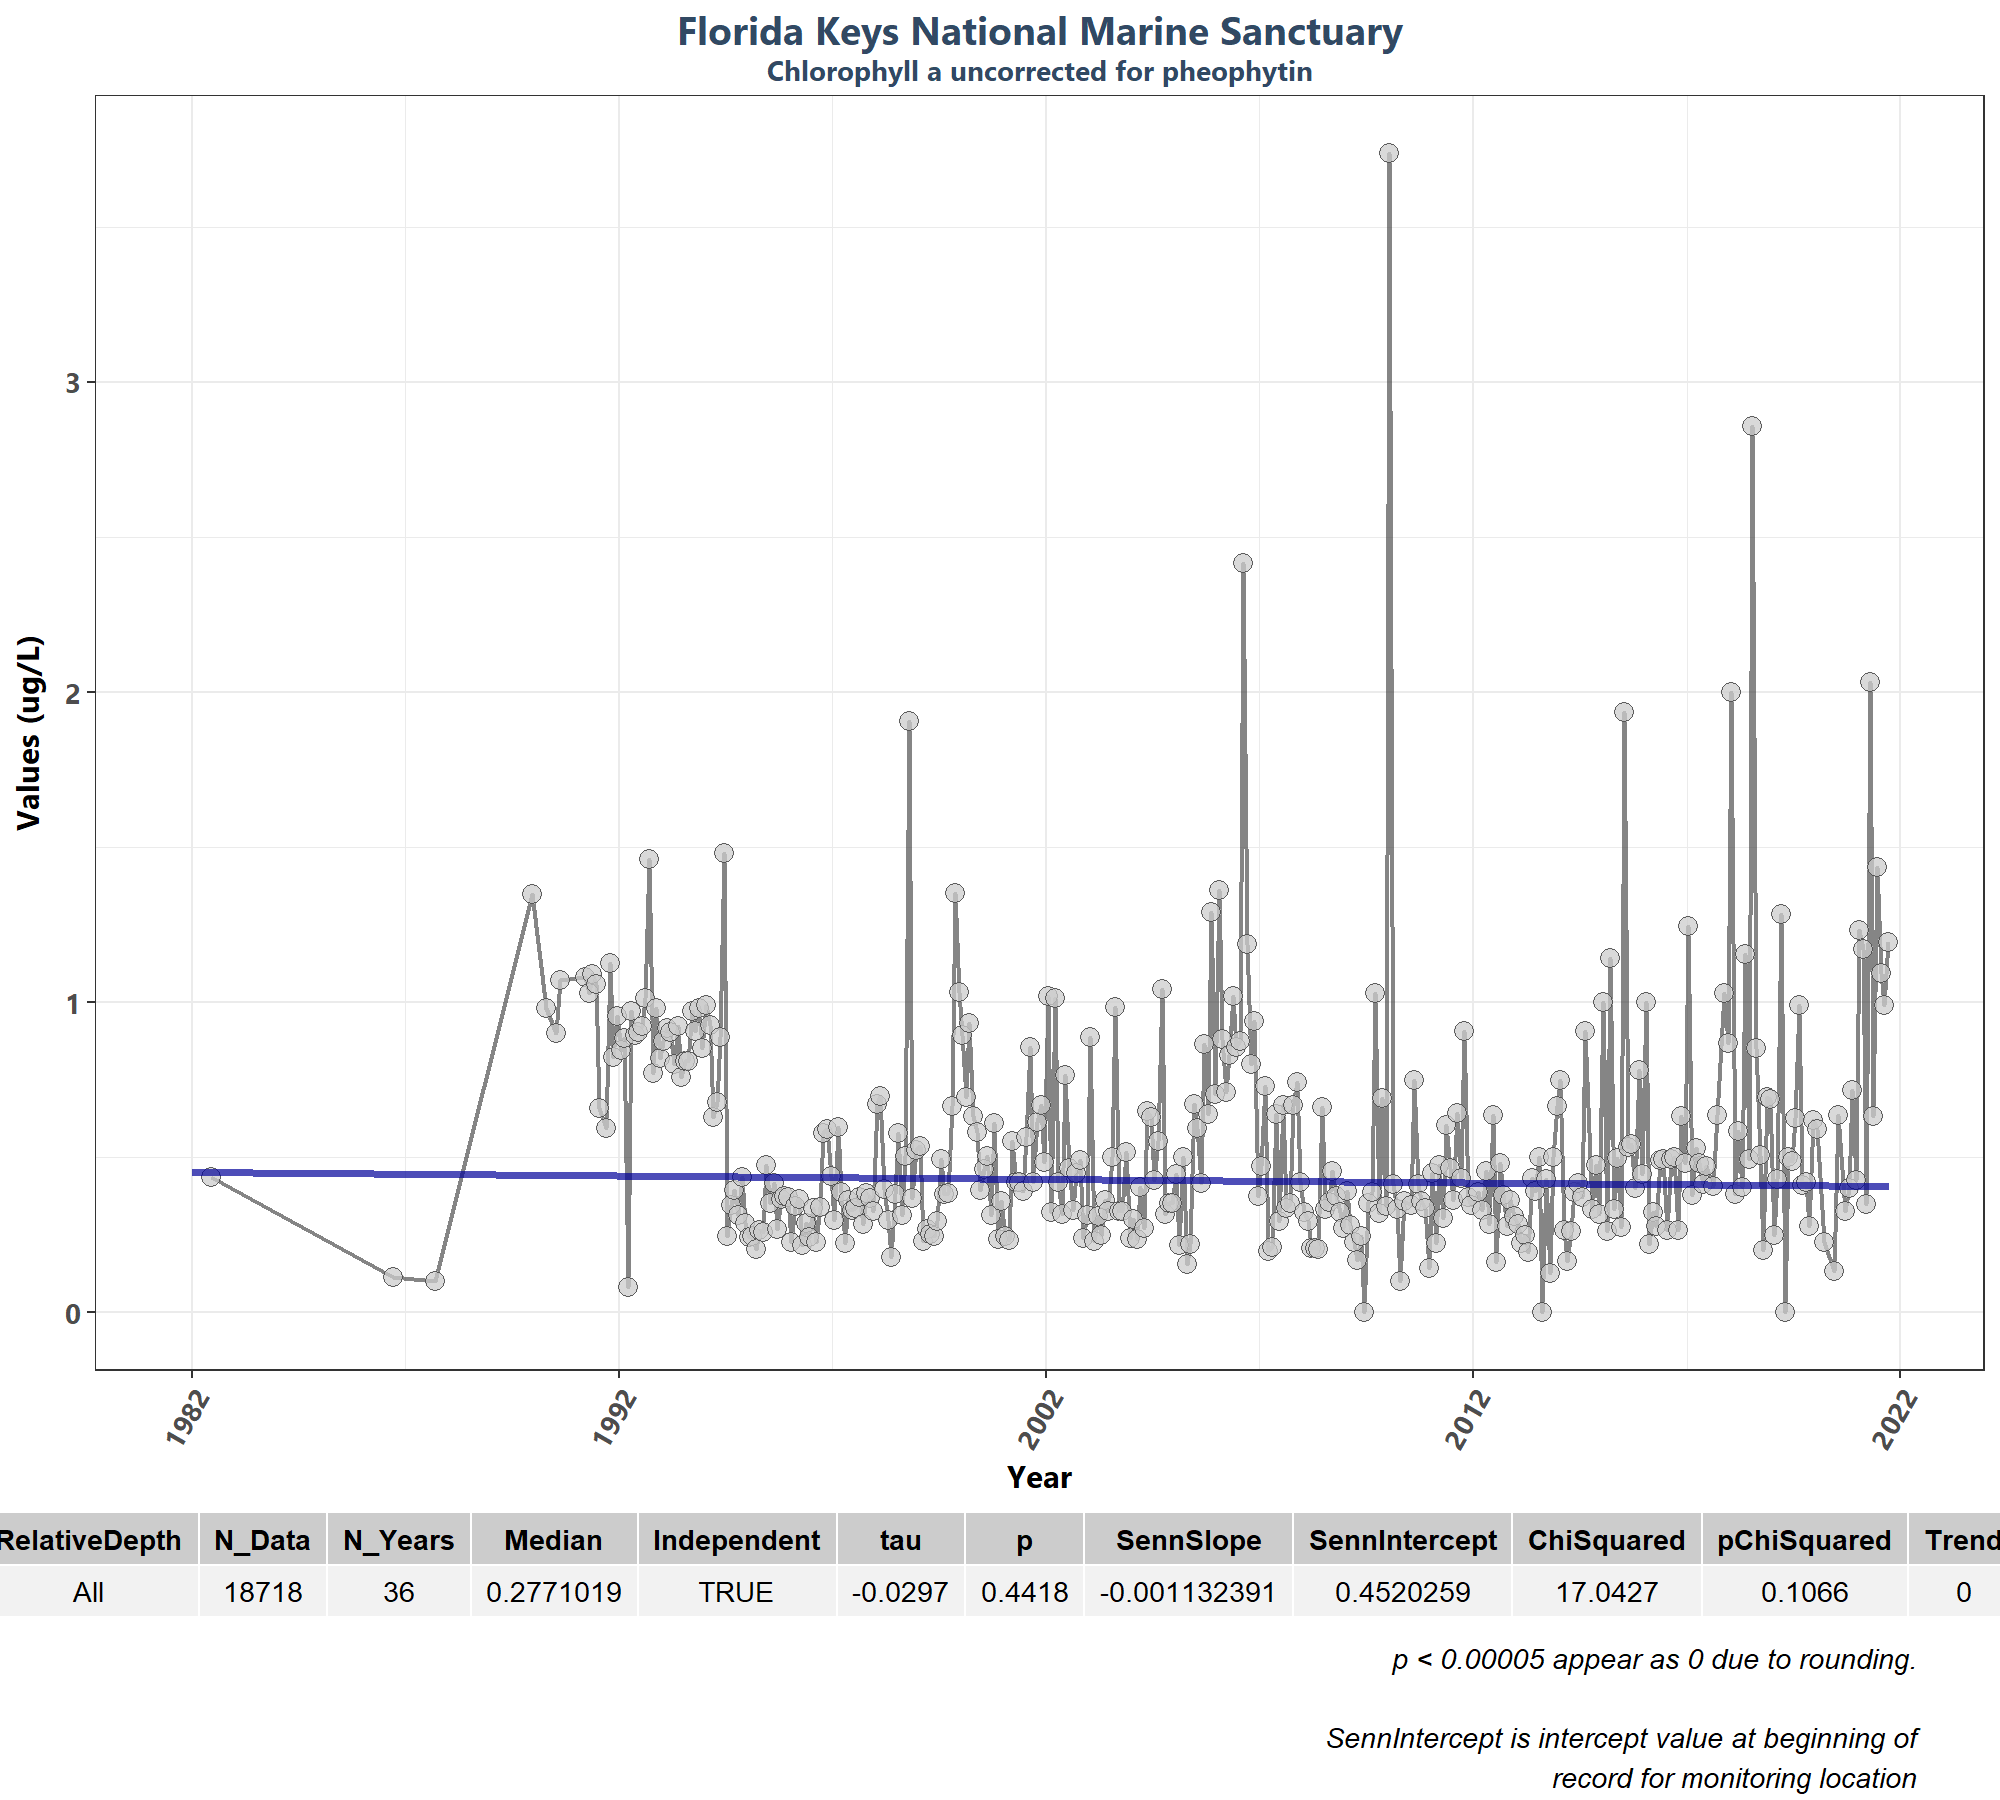 Florida Keys National Marine Sanctuary
Chlorophyll a uncorrected for pheophytin
Values (ug/L)
3
2
1
0
1982
1992
2002
2012
2022
Year
RelativeDepth N_Data N_Years Median Independent tau p SennSlope SennIntercept ChiSquared pChiSquared Trend
All 18718 36 0.2771019 TRUE -0.0297 0.4418 -0.001132391 0.4520259 17.0427 0.1066 0
p < 0.00005 appear as 0 due to rounding.
SennIntercept is intercept value at beginning of
record for monitoring location